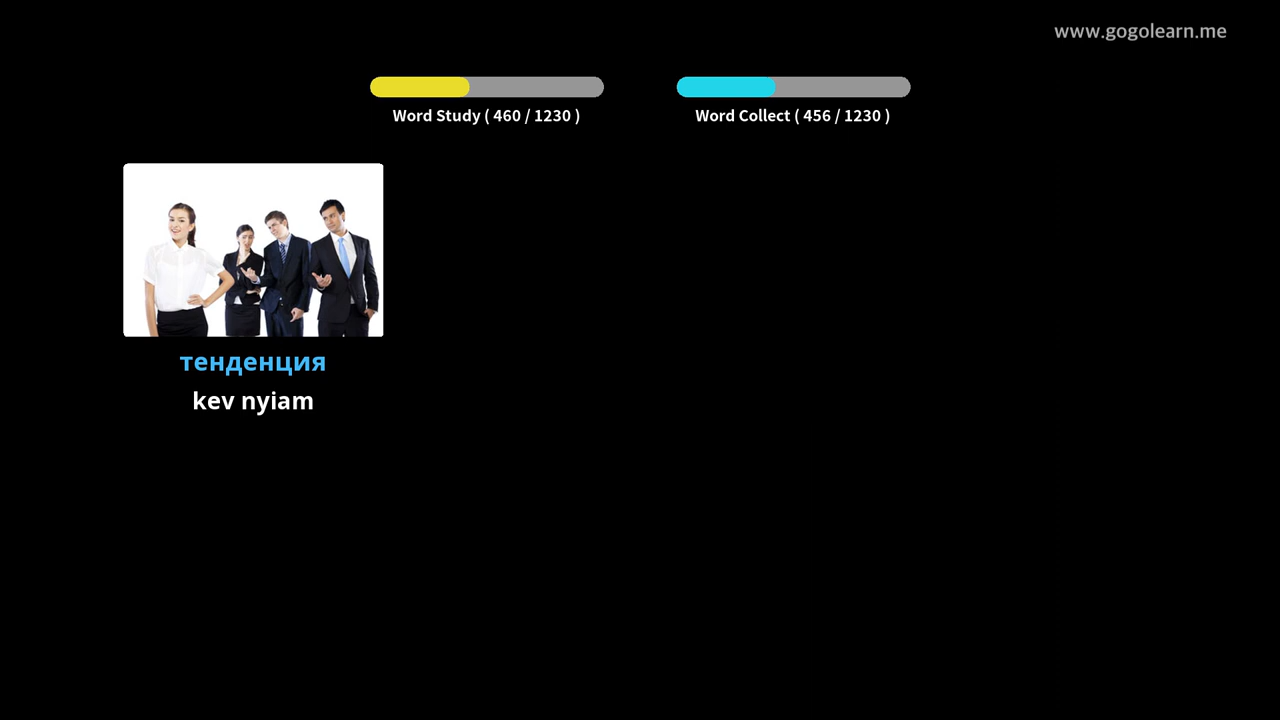 www.gogolearn.me
Word Study ( 460 / 1230 )
Word Collect ( 456 / 1230 )
тенденция
kev nyiam